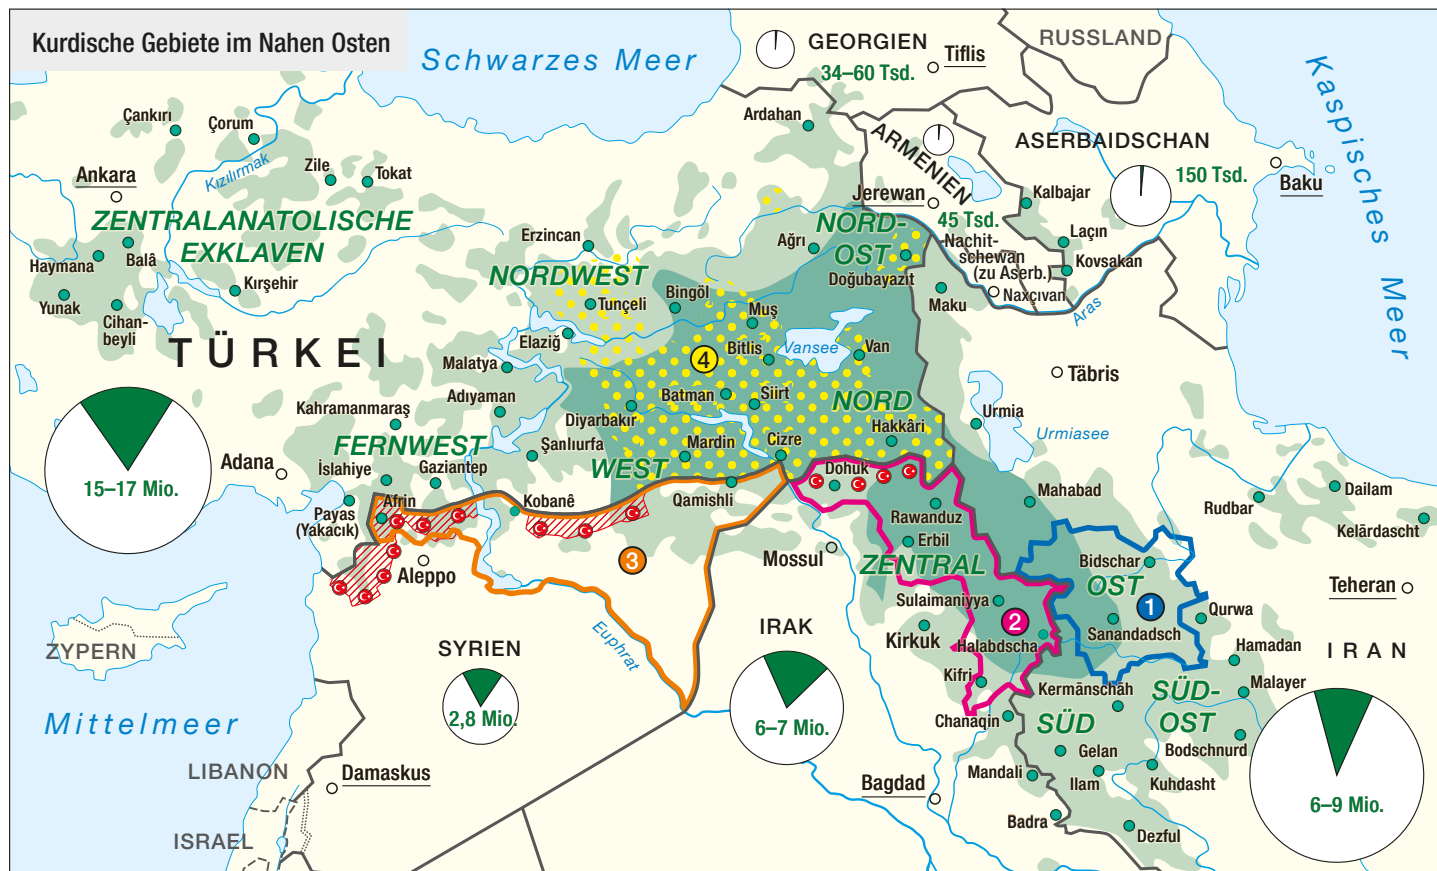 Kurdische Gebiete im Nahen Osten
Schwarzes Meer
GEORGIEN
34–60 Tsd.
Tiflis
RUSSLAND
Kaspisches
Meer
Çankırı
Çorum
Kızılırmak
Zile
Tokat
Ankara
Ardahan
ARMENIEN
Jerewan
45 Tsd.
ASERBAIDSCHAN
150 Tsd.
Baku
Kalbajar
Laçın
Kovsakan
ZENTRALANATOLISCHE
EXKLAVEN
Haymana
Balâ
Yunak
Cihan-
beyli
Kırşehir
Erzincan
NORDWEST
Tunçeli
Bingöl
Ağrı
NORD-
OST
Doğubayazıt
Nachit-
schewan
(zu Aserb.)
Naxçıvan
Maku
Aras
TÜRKEI
Elaziğ
Malatya
Adıyaman
Muş
Bitlis
Vansee
Van
4
Batman
Siirt
NORD
Hakkâri
Täbris
Urmia
Urmiasee
15–17 Mio.
Kahramanmaraş
FERNWEST
Adana
İslahiye
Gaziantep
Şanlıurfa
Diyarbakır
WEST
Mardin
Cizre
Payas
(Yakacık)
Afrin
Kobanê
Qamishli
Dohuk
Mahabad
Rudbar
Dailam
Kelārdascht
Aleppo
3
Mossul
Rawanduz
Erbil
ZENTRAL
Bidschar
OST
1
Teheran
Sulaimaniyya
2
Qurwa
Sanandadsch
ZYPERN
SYRIEN
2,8 Mio.
Euphrat
IRAK
6–7 Mio.
Kirkuk
Halabdscha
Kifri
Hamadan
IRAN
Kermānschāh
Malayer
SÜD-
OST
SÜD
Chanaqin
Mittelmeer
LIBANON
Damaskus
ISRAEL
Bagdad
Mandali
Gelan
Ilam
Bodschnurd
Kuhdasht
Badra
Dezful
6–9 Mio.